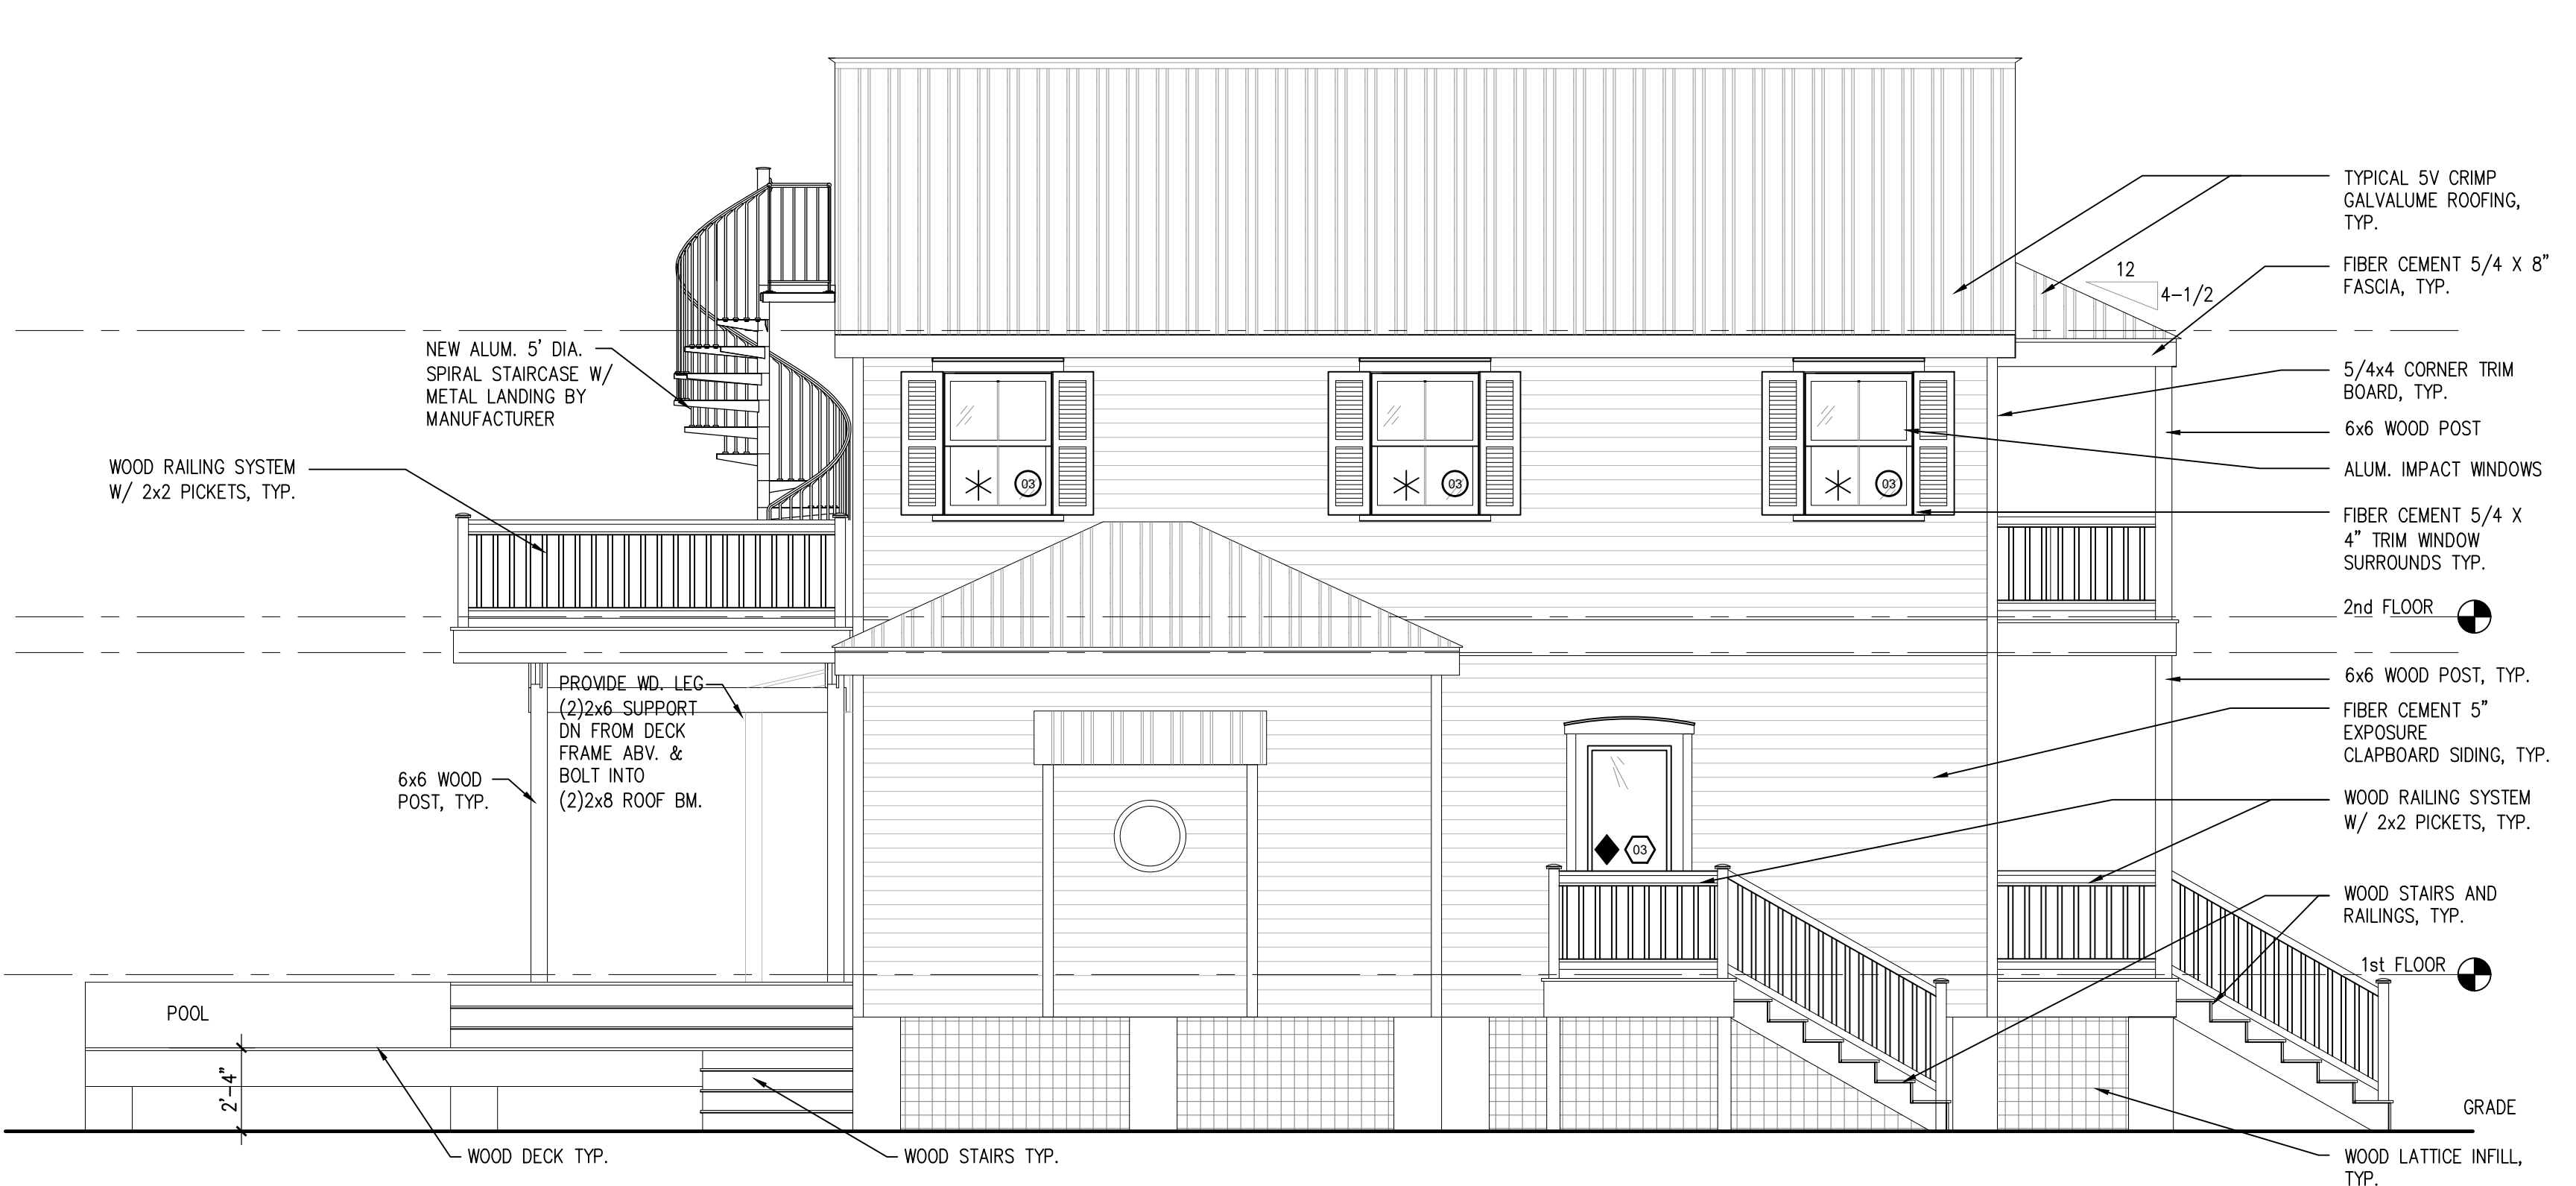 TYPICAL 5V CRIMP
GALVALUME ROOFING,
TYP.
FIBER CEMENT 5/4 X 8"
FASCIA, TYP.
12
4-1/2
NEW ALUM. 5' DIA.
SPIRAL STAIRCASE W/
METAL LANDING BY
MANUFACTURER
5/4x4 CORNER TRIM
BOARD, TYP.
6x6 WOOD POST
ALUM. IMPACT WINDOWS
WOOD RAILING SYSTEM
W/ 2x2 PICKETS, TYP.
03
03
03
FIBER CEMENT 5/4 X
4" TRIM WINDOW
SURROUNDS TYP.
2nd FLOOR
6x6 WOOD POST, TYP.
PROVIDE WD. LEG
(2)2x6 SUPPORT
DN FROM DECK
FRAME ABV. &
BOLT INTO
(2)2x8 ROOF BM.
6x6 WOOD
POST, TYP.
FIBER CEMENT 5"
EXPOSURE
CLAPBOARD SIDING, TYP.
WOOD RAILING SYSTEM
W/ 2x2 PICKETS, TYP.
03
WOOD STAIRS AND
RAILINGS, TYP.
1st FLOOR
POOL
2'-4"
GRADE
WOOD DECK TYP.
WOOD STAIRS TYP.
WOOD LATTICE INFILL,
TYP.